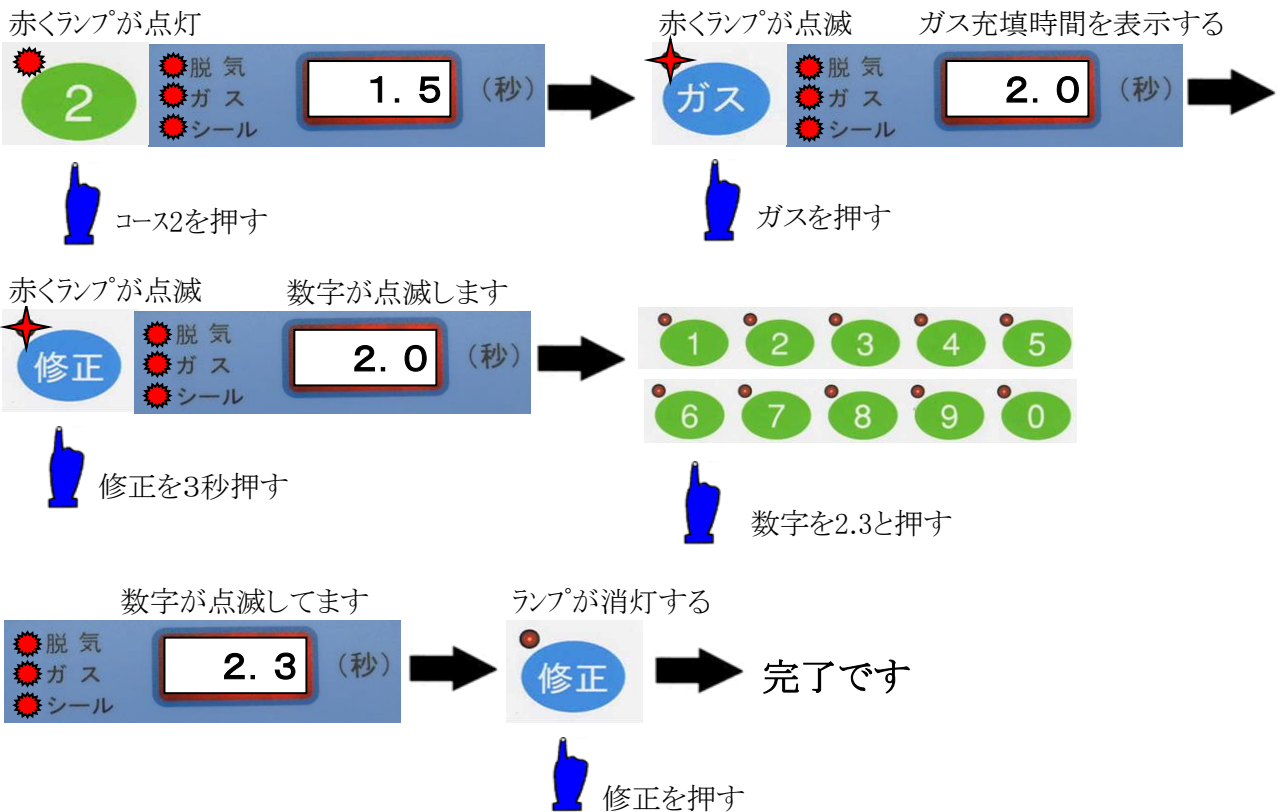 赤くランプが点灯
赤くランプが点滅
ガス充填時間を表示する
2
脱 気
ガ ス
シール
1. 5
(秒)
ガス
脱 気
ガ ス
シール
2. 0
(秒)
コース2を押す
ガスを押す
赤くランプが点滅
数字が点滅します
修正
脱 気
ガ ス
シール
2. 0
(秒)
1 2 3 4 5
6 7 8 9 0
修正を3秒押す
数字を2.3と押す
数字が点滅してます
ランプが消灯する
脱 気
ガ ス
シール
2. 3
(秒)
修正
完了です
修正を押す